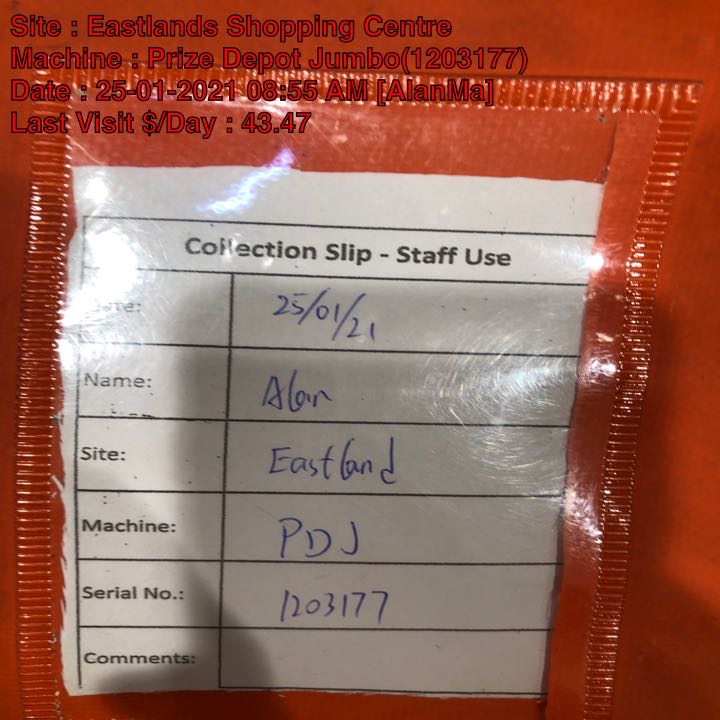 Site : Eastlands Shopping Centre
Machine : Prize Depot Jumbo(1203177)
Date : 25-01-2021 08:55 AM [AlanMa]
Last Visit $/Day : 43.47
Collection Slip - Staff Use
Date: 25/01/21
Name: Alan
Site: Eastland
Machine: PDJ
Serial No.: 1203177
Comments: